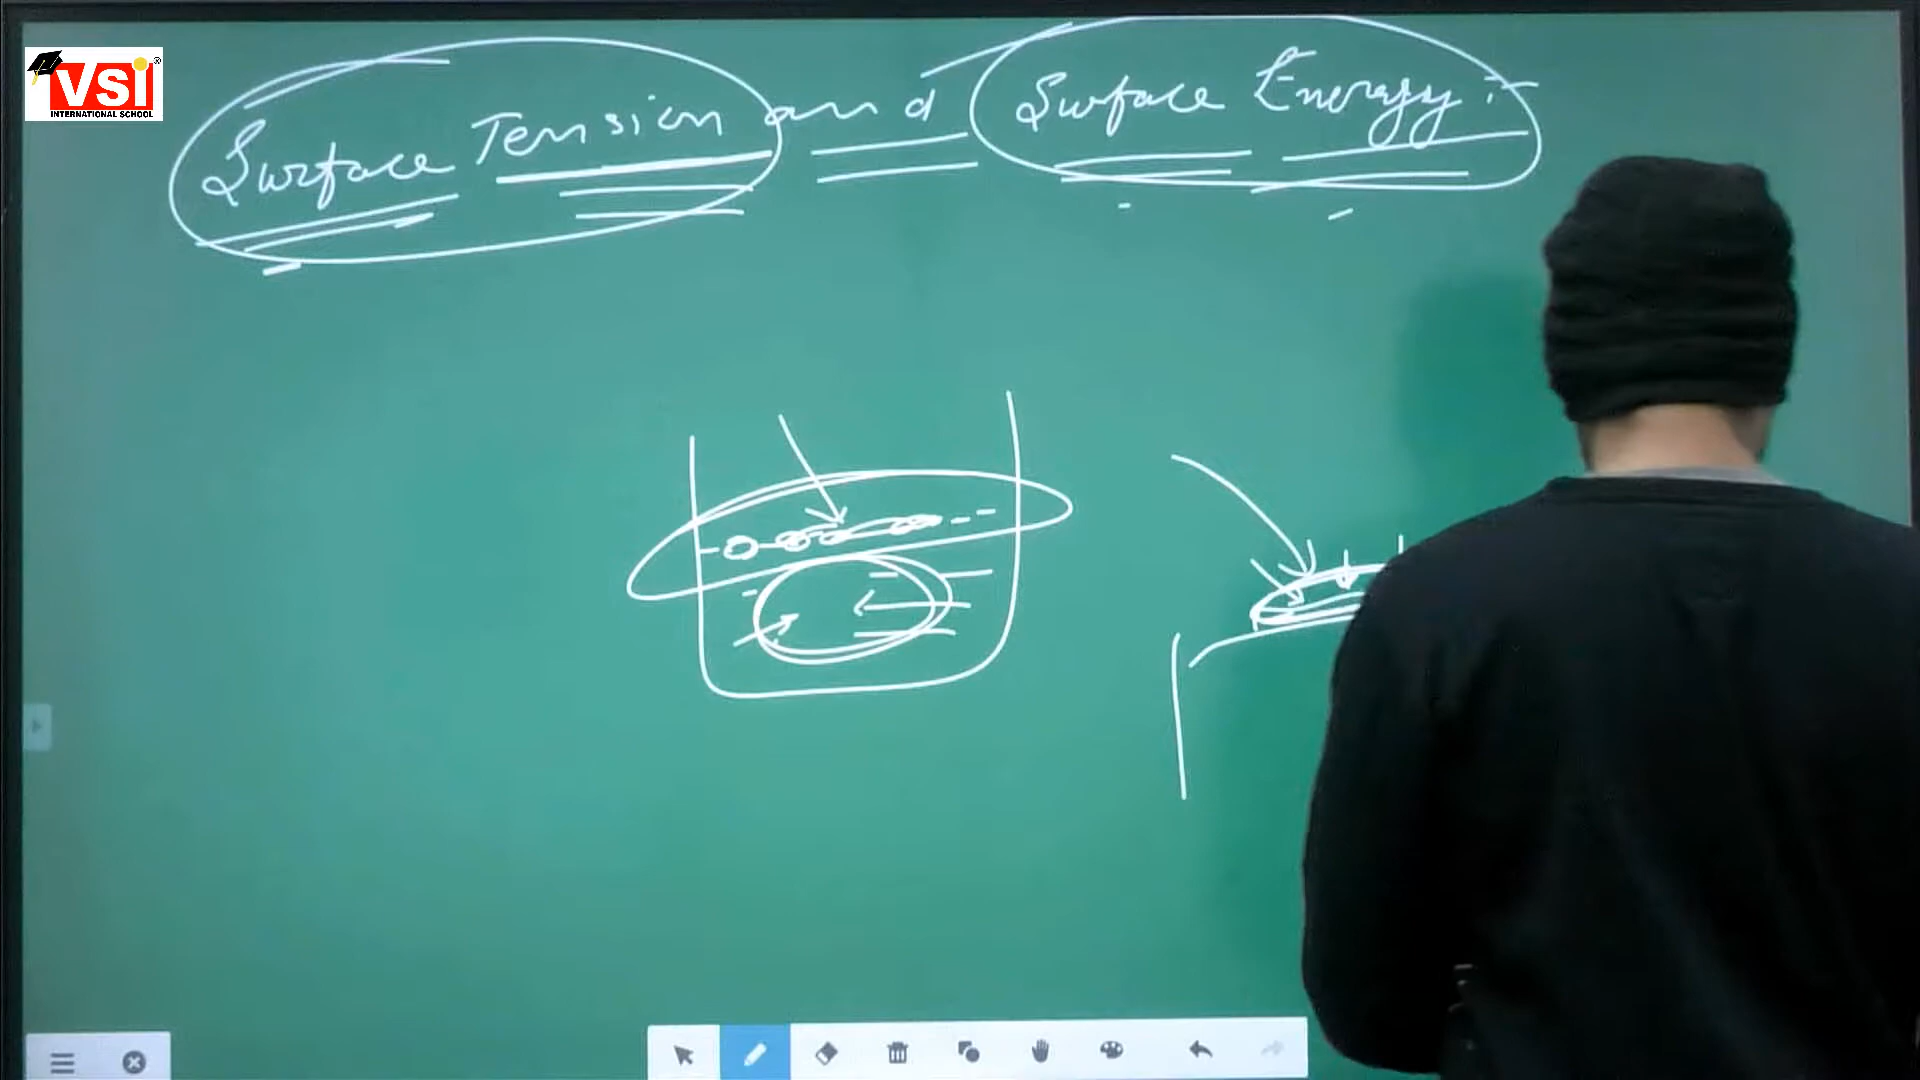 VSI
INTERNATIONAL SCHOOL
Surface Tension and Surface Energy :-